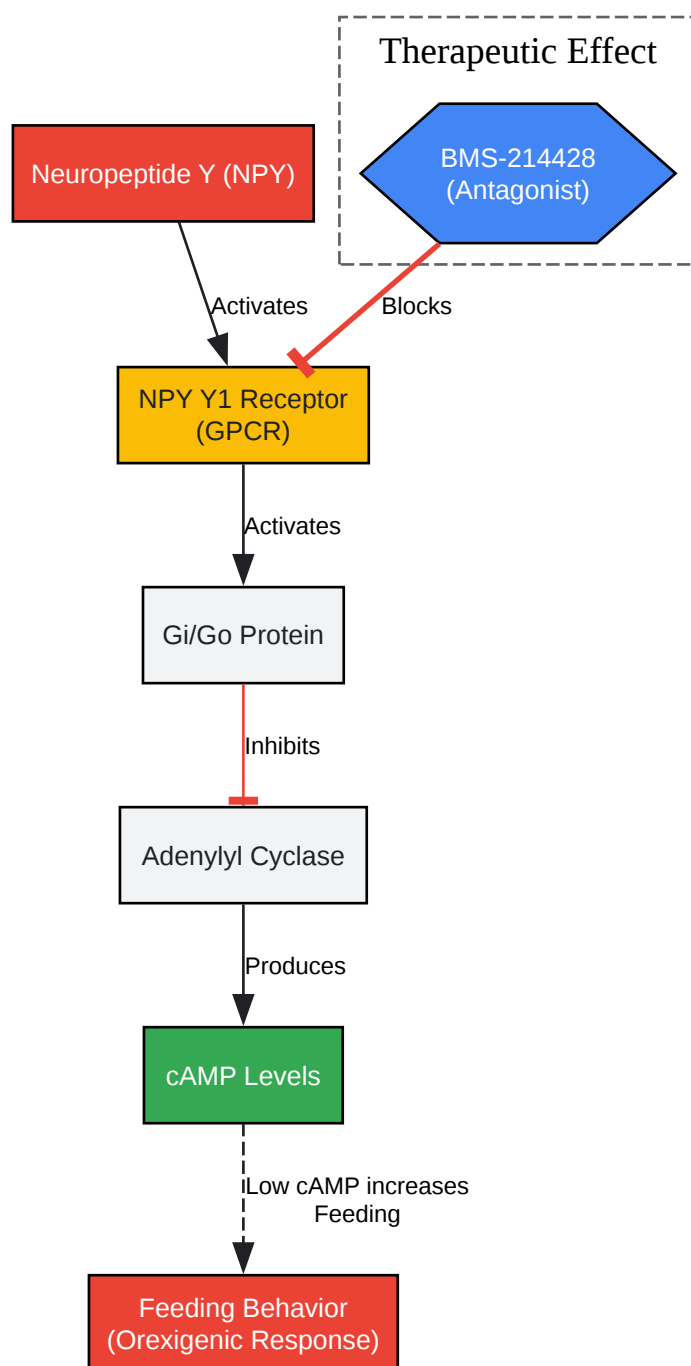 Therapeutic Effect
Neuropeptide Y (NPY)
BMS-214428
(Antagonist)
Activates
Blocks
NPY Y1 Receptor
(GPCR)
Activates
Gi/Go Protein
Inhibits
Adenylyl Cyclase
Produces
cAMP Levels
Low cAMP increases
Feeding
Feeding Behavior
(Orexigenic Response)